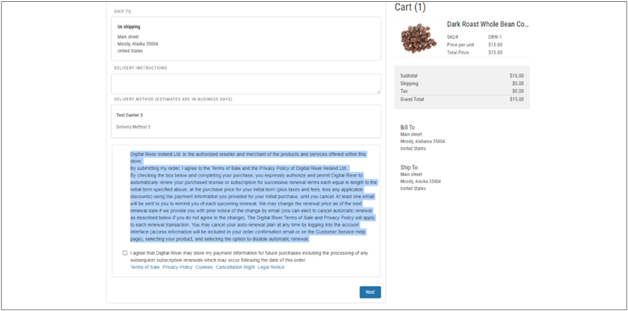 SHIP TO
Us shipping
Main street
Moody, Alaska 35004
United States
DELIVERY INSTRUCTIONS
DELIVERY METHOD (ESTIMATES ARE IN BUSINESS DAYS)
Test Carrier 3
Delivery Method 5
Digital River Ireland Ltd. is the authorized reseller and merchant of the products and services offered within this
store.
By submitting my order, I agree to the Terms of Sale and the Privacy Policy of Digital River Ireland Ltd.
By checking the box below and completing your purchase, you expressly authorize and permit Digital River to
automatically renew your purchased license or subscription for successive renewal terms each equal in length to the
initial term specified above, at the purchase price for your initial term (plus taxes and fees, less any applicable
discounts) using the payment information you provided for your initial purchase, until you cancel. At least one email
will be sent to you to remind you of each upcoming renewal. We may change the renewal price as of the next
renewal date if we provide you with prior notice of the change by email (you can elect to cancel automatic renewal
as described below if you do not agree to the changes). The Digital River Terms of Sale and Privacy Policy will apply
to each renewal transaction. You may cancel your auto-renewal plan at any time by logging into the account
interface (access information will be included in your order confirmation email or on the Customer Service Help
page), selecting your product, and selecting the option to disable automatic renewal.
I agree that Digital River may store my payment information for future purchases including the processing of any
subsequent subscription renewals which may occur following the date of this order
Terms of Sale Privacy Policy Cookies Cancellation Right Legal Notice
Next
Cart (1)
Dark Roast Whole Bean Co...
SKU# DRW-1
Price per unit $15.00
Total Price $15.00
Subtotal $15.00
Shipping $0.00
Tax $0.00
Grand Total $15.00
Bill To
Main street
Moody, Alabama 35004
United States
Ship To
Main street
Moody, Alaska 35004
United States